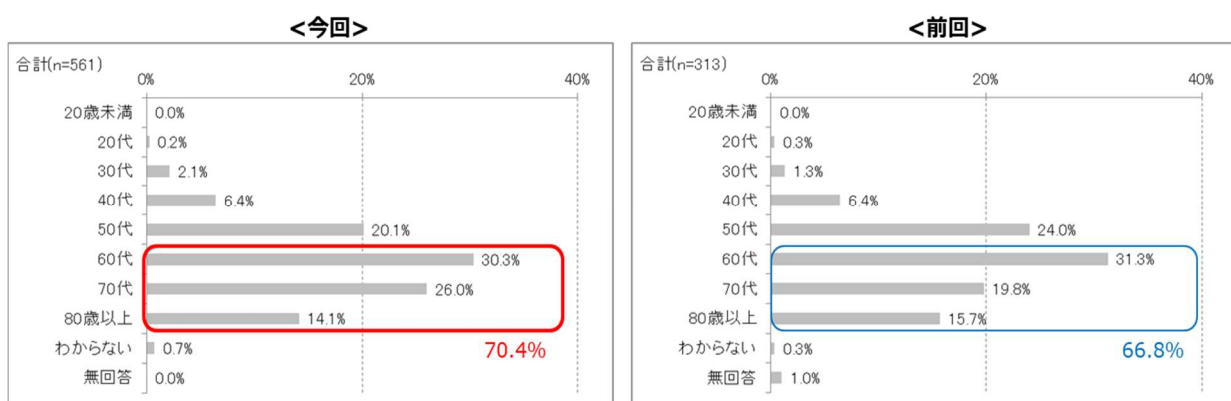 <今回>
合計(n=561)
0% 20% 40%
20歳未満 0.0%
20代 0.2%
30代 2.1%
40代 6.4%
50代 20.1%
60代 30.3%
70代 26.0%
80歳以上 14.1%
わからない 0.7%
70.4%
無回答 0.0%
<前回>
合計(n=313)
0% 20% 40%
20歳未満 0.0%
20代 0.3%
30代 1.3%
40代 6.4%
50代 24.0%
60代 31.3%
70代 19.8%
80歳以上 15.7%
わからない 0.3%
66.8%
無回答 1.0%